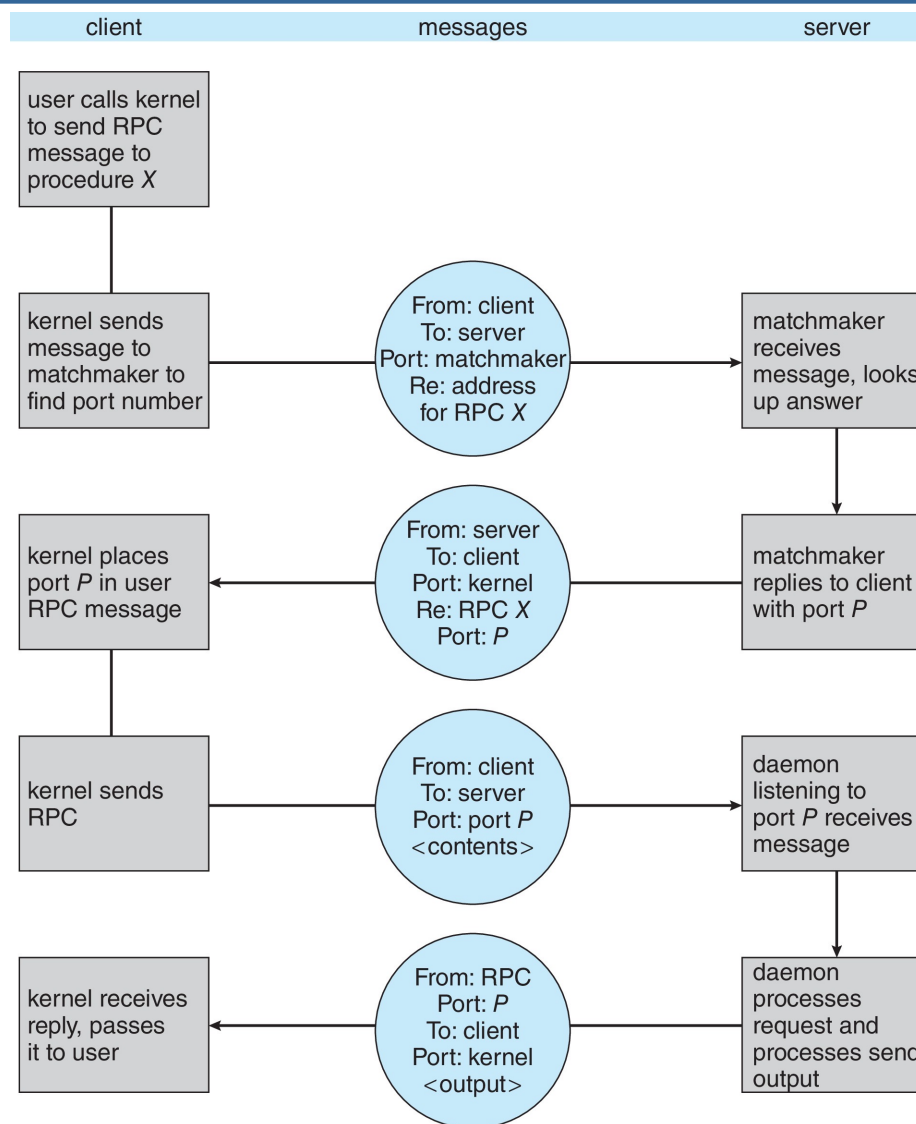 client
messages
server
user calls kernel
to send RPC
message to
procedure X
kernel sends
message to
matchmaker to
find port number
From: client
To: server
Port: matchmaker
Re: address
for RPC X
matchmaker
receives
message, looks
up answer
kernel places
port P in user
RPC message
From: server
To: client
Port: kernel
Re: RPC X
Port: P
matchmaker
replies to client
with port P
kernel sends
RPC
From: client
To: server
Port: port P
<contents>
daemon
listening to
port P receives
message
kernel receives
reply, passes
it to user
From: RPC
Port: P
To: client
Port: kernel
<output>
daemon
processes
request and
processes send
output